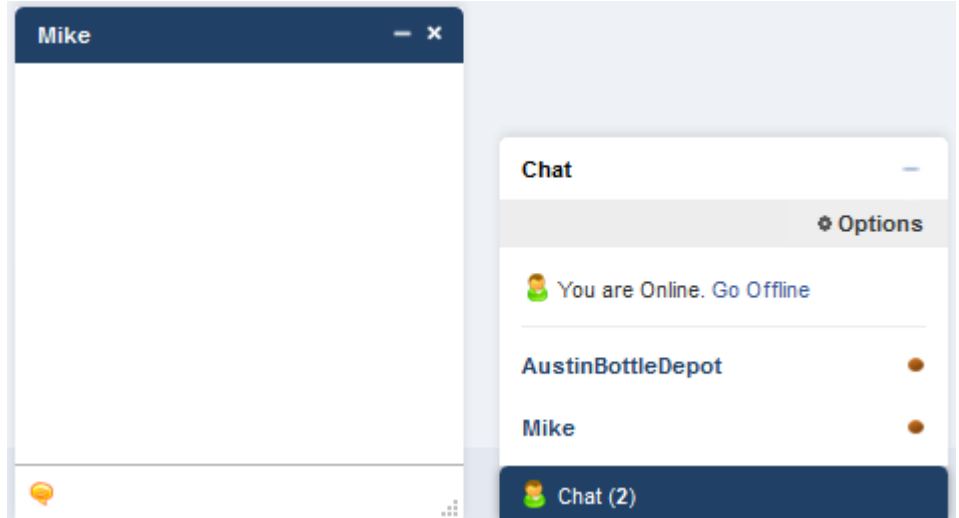 Mike
Chat
Options
You are Online. Go Offline
AustinBottleDepot
Mike
Chat (2)